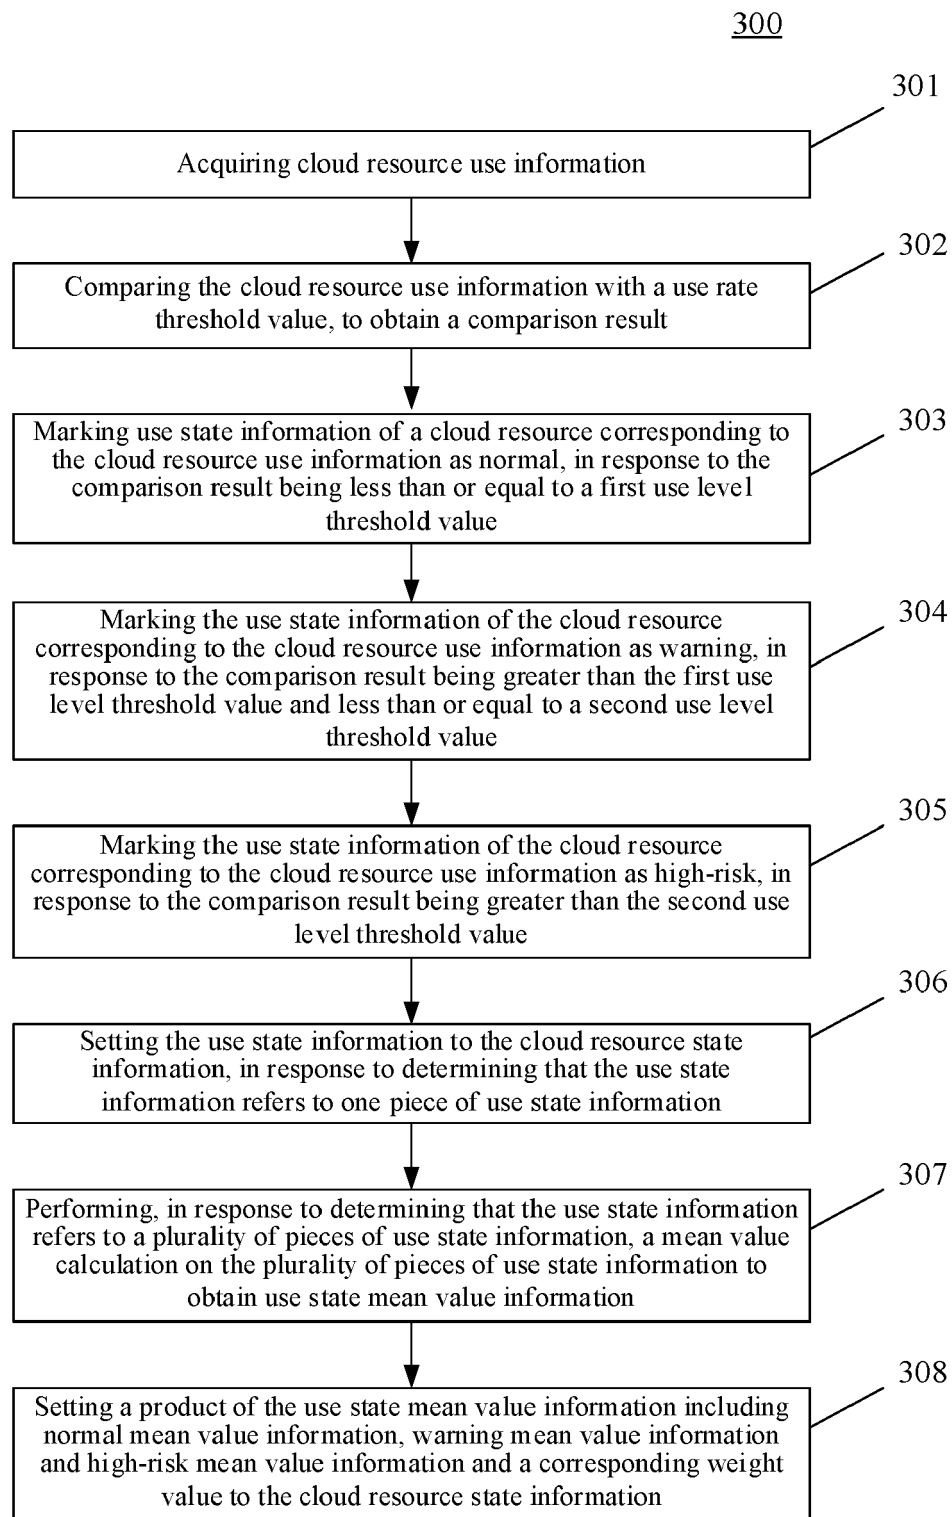 300
301
Acquiring cloud resource use information
302
Comparing the cloud resource use information with a use rate
threshold value, to obtain a comparison result
303
Marking use state information of a cloud resource corresponding to
the cloud resource use information as normal, in response to the
comparison result being less than or equal to a first use level
threshold value
304
Marking the use state information of the cloud resource
corresponding to the cloud resource use information as warning, in
response to the comparison result being greater than the first use
level threshold value and less than or equal to a second use level
threshold value
305
Marking the use state information of the cloud resource
corresponding to the cloud resource use information as high-risk, in
response to the comparison result being greater than the second use
level threshold value
306
Setting the use state information to the cloud resource state
information, in response to determining that the use state
information refers to one piece of use state information
307
Performing, in response to determining that the use state information
refers to a plurality of pieces of use state information, a mean value
calculation on the plurality of pieces of use state information to
obtain use state mean value information
308
Setting a product of the use state mean value information including
normal mean value information, warning mean value information
and high-risk mean value information and a corresponding weight
value to the cloud resource state information